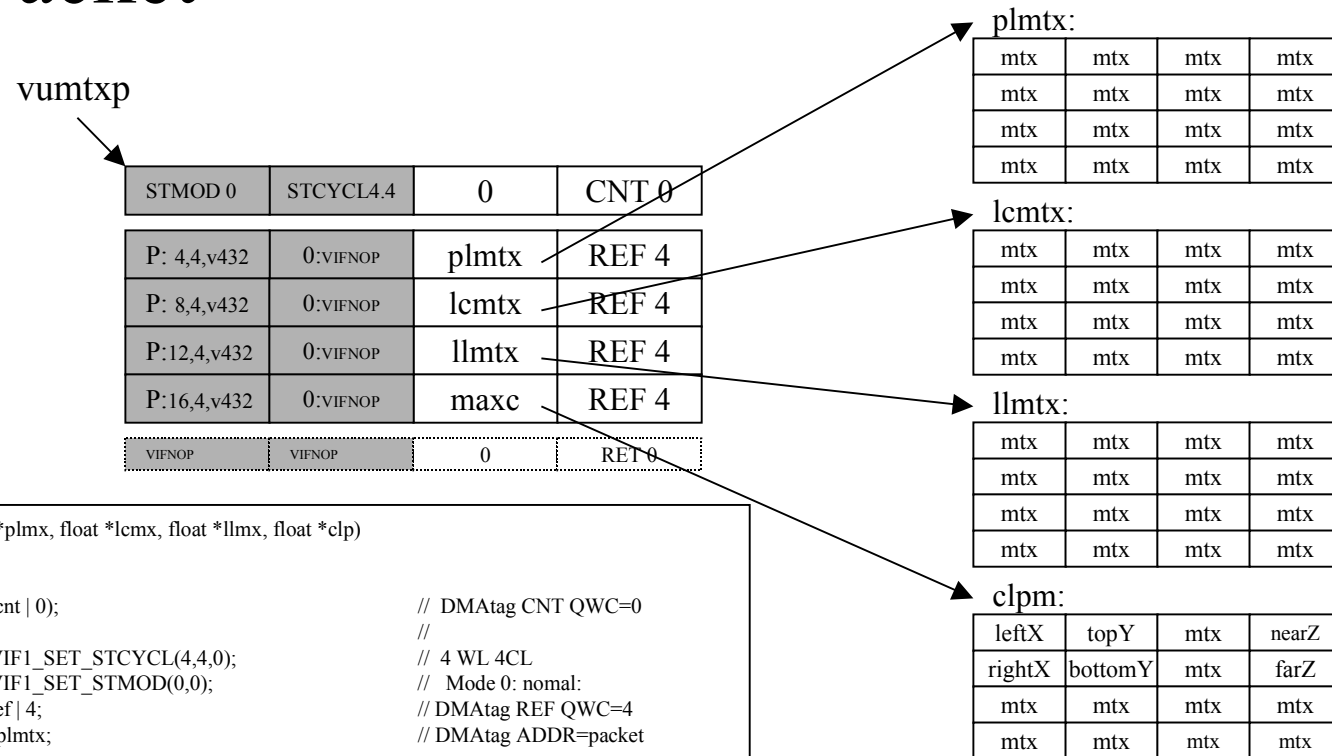 vumtxp
STMOD 0 STCYCL4.4 0 CNT 0
P: 4,4,v432 0:VIFNOP plmtx REF 4
P: 8,4,v432 0:VIFNOP lcmtx REF 4
P:12,4,v432 0:VIFNOP llmtx REF 4
P:16,4,v432 0:VIFNOP maxc REF 4
VIFNOP VIFNOP 0 RET 0
plmtx:
mtx mtx mtx mtx
mtx mtx mtx mtx
mtx mtx mtx mtx
mtx mtx mtx mtx
lcmtx:
mtx mtx mtx mtx
mtx mtx mtx mtx
mtx mtx mtx mtx
mtx mtx mtx mtx
llmtx:
mtx mtx mtx mtx
mtx mtx mtx mtx
mtx mtx mtx mtx
mtx mtx mtx mtx
clpm:
leftX topY mtx nearZ
rightX bottomY mtx farZ
mtx mtx mtx mtx
mtx mtx mtx mtx
*plmx, float *lcmx, float *llmx, float *clp)
cnt | 0); // DMAtag CNT QWC=0
//
VIF1_SET_STCYCL(4,4,0); // 4 WL 4CL
VIF1_SET_STMOD(0,0); // Mode 0: nomal:
ef | 4; // DMAtag REF QWC=4
plmtx; // DMAtag ADDR=packet